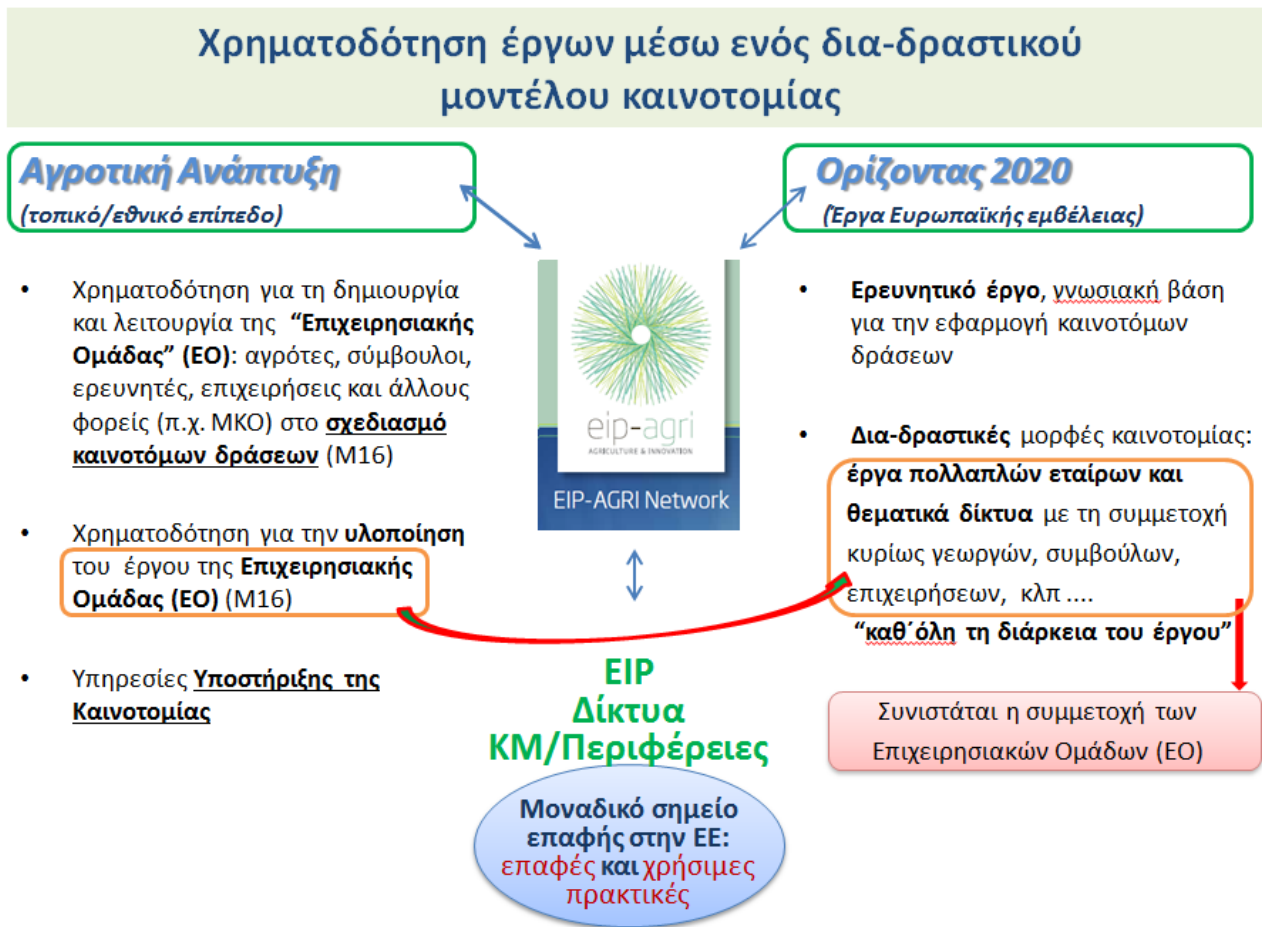 Χρηματοδότηση έργων μέσω ενός δια-δραστικού
μοντέλου καινοτομίας
Αγροτική Ανάπτυξη
(τοπικό/εθνικό επίπεδο)
• Χρηματοδότηση για τη δημιουργία
και λειτουργία της “Επιχειρησιακής
Ομάδας” (ΕΟ): αγρότες, σύμβουλοι,
ερευνητές, επιχειρήσεις και άλλους
φορείς (π.χ. ΜΚΟ) στο σχεδιασμό
καινοτόμων δράσεων (Μ16)
• Χρηματοδότηση για την υλοποίηση
του έργου της Επιχειρησιακής
Ομάδας (ΕΟ) (Μ16)
• Υπηρεσίες Υποστήριξης της
Καινοτομίας
eip-agri
AGRICULTURE & INNOVATION
EIP-AGRI Network
EIP
Δίκτυα
ΚΜ/Περιφέρειες
Μοναδικό σημείο
επαφής στην ΕΕ:
επαφές και χρήσιμες
πρακτικές
Ορίζοντας 2020
(Έργα Ευρωπαϊκής εμβέλειας)
• Ερευνητικό έργο, γνωσιακή βάση
για την εφαρμογή καινοτόμων
δράσεων
• Δια-δραστικές μορφές καινοτομίας:
έργα πολλαπλών εταίρων και
θεματικά δίκτυα με τη συμμετοχή
κυρίως γεωργών, συμβούλων,
επιχειρήσεων, κλπ ....
“καθ΄όλη τη διάρκεια του έργου”
Συνιστάται η συμμετοχή των
Επιχειρησιακών Ομάδων (ΕΟ)